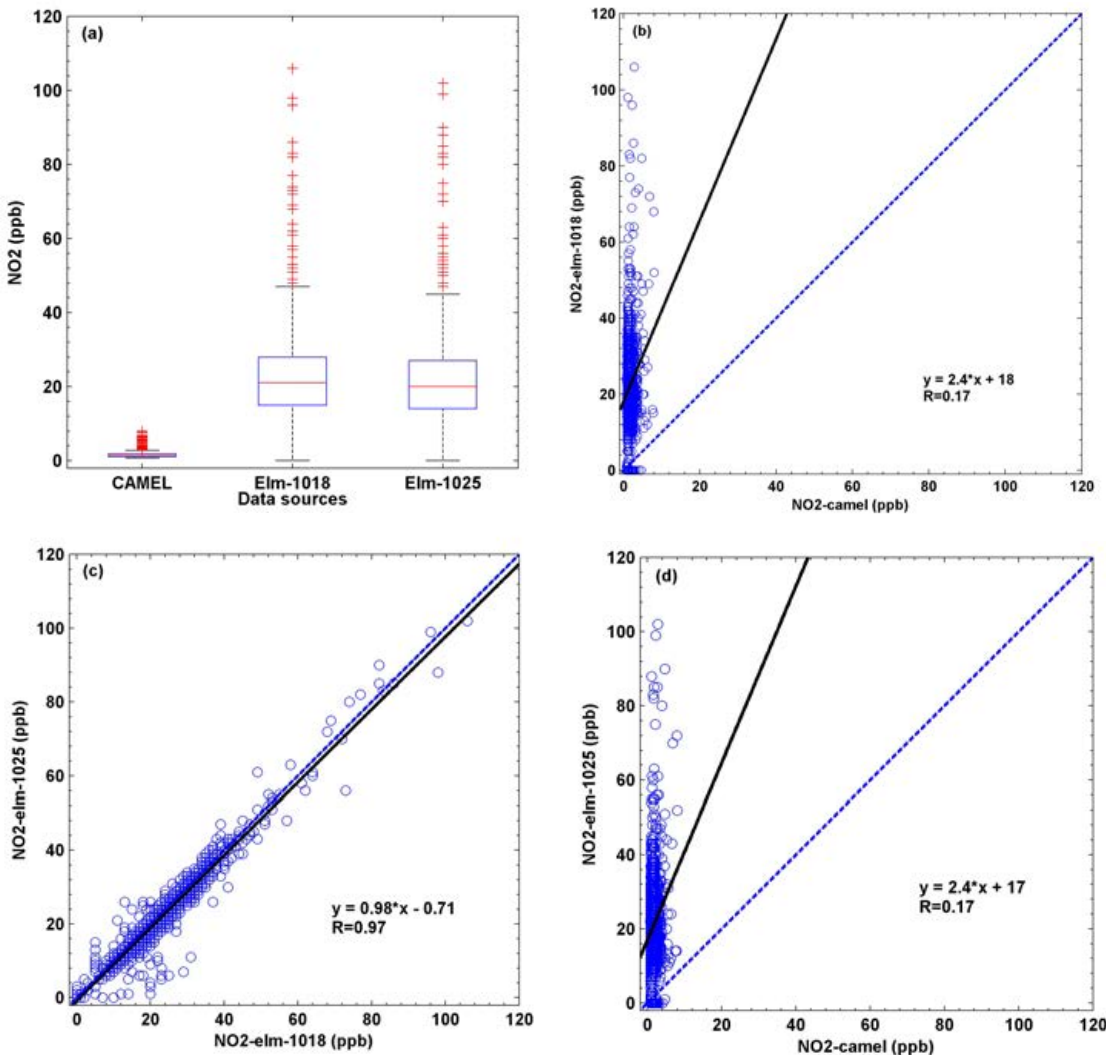 (a)
120
100
80
60
40
20
0
NO2 (ppb)
CAMEL Elm-1018 Elm-1025
Data sources
(b)
120
100
80
60
40
20
0
NO2-elm-1018 (ppb)
y = 2.4*x + 18
R=0.17
0 20 40 60 80 100 120
NO2-camel (ppb)
(c)
120
100
80
60
40
20
0
NO2-elm-1025 (ppb)
y = 0.98*x - 0.71
R=0.97
0 20 40 60 80 100 120
NO2-elm-1018 (ppb)
(d)
120
100
80
60
40
20
0
NO2-elm-1025 (ppb)
y = 2.4*x + 17
R=0.17
0 20 40 60 80 100 120
NO2-camel (ppb)